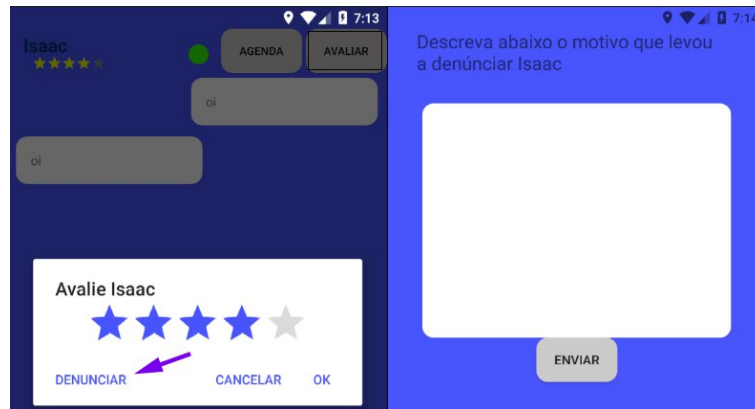 7:13
Isaac
AGENDA
AVALIAR
oi
oi
Avalie Isaac
DENUNCIAR
CANCELAR
OK
7:14
Descreva abaixo o motivo que levou
a denúnciar Isaac
ENVIAR